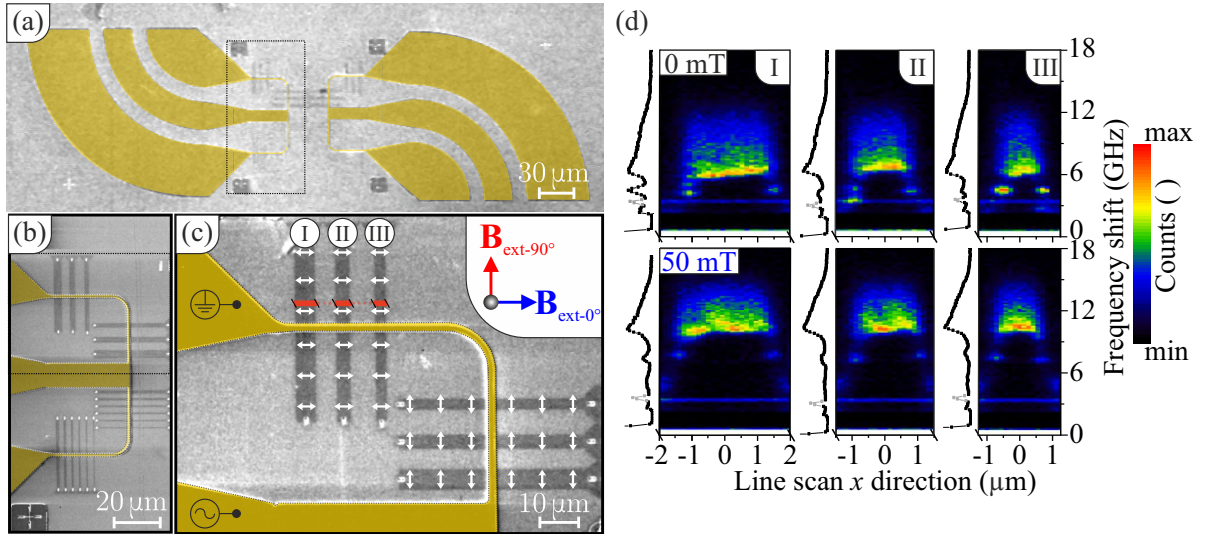 (a)
30 μm
(b)
20 μm
(c)
I II III
B ext-90°
B ext-0°
10 μm
(d)
0 mT I II III
18
12
6
0
50 mT
18
12
6
0
Frequency shift (GHz)
max
Counts ( )
min
-2 -1 0 1 2 -1 0 1 -1 0 1
Line scan x direction (μm)